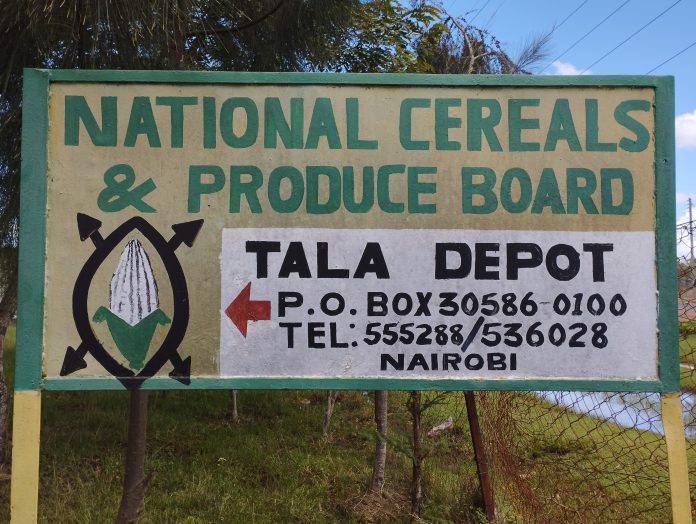 NATIONAL CEREALS
& PRODUCE BOARD
TALA DEPOT
P.O. BOX 30586-0100
TEL: 555288/536028
NAIROBI